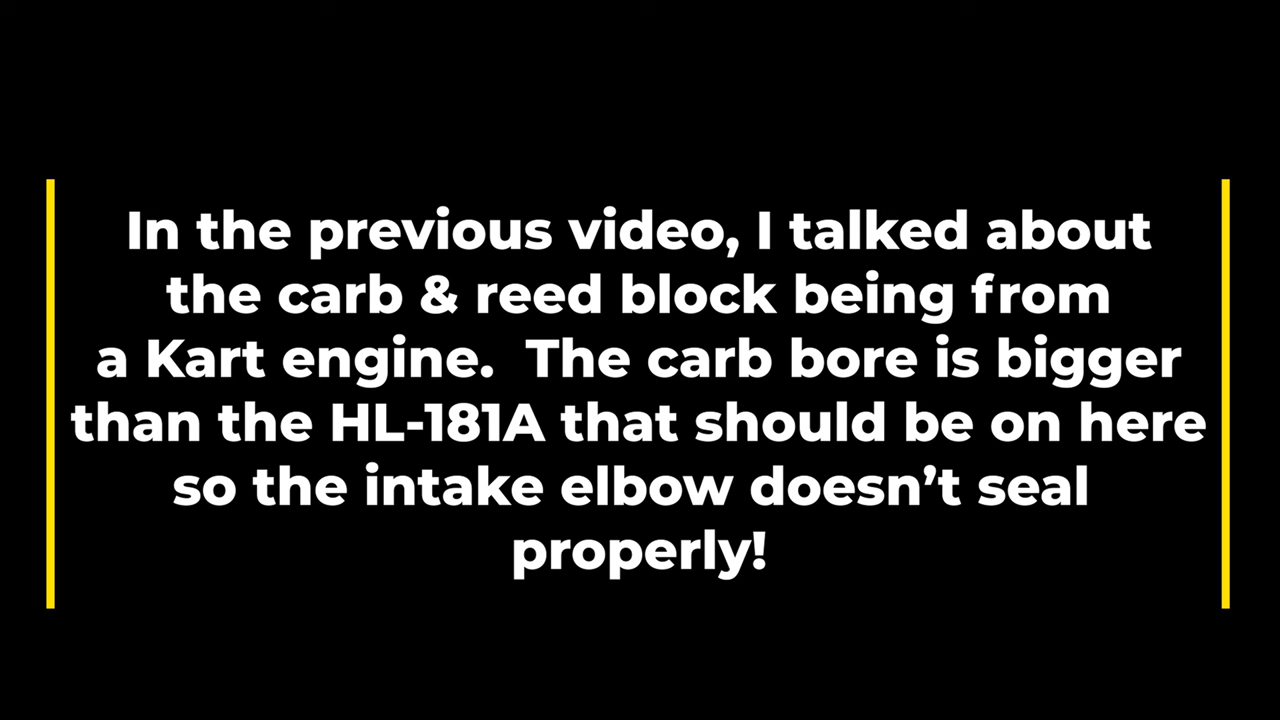 In the previous video, I talked about
the carb & reed block being from
a Kart engine.  The carb bore is bigger
than the HL-181A that should be on here
so the intake elbow doesn’t seal
properly!